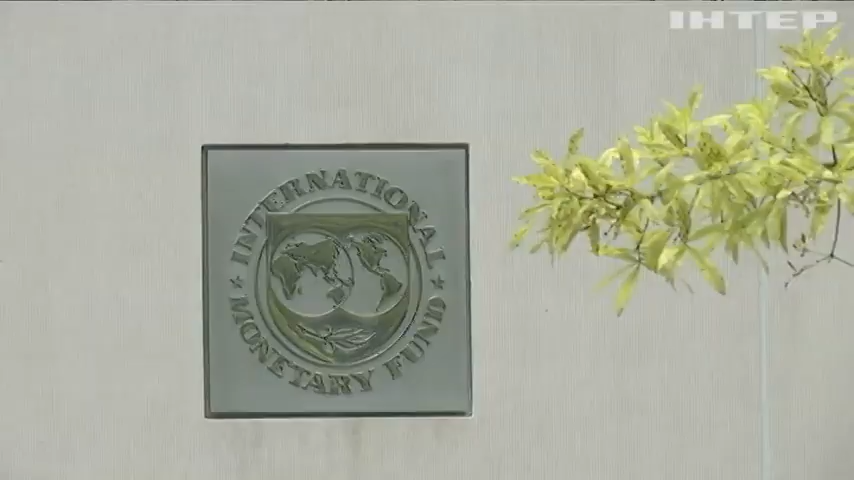 ІНТЕР
INTERNATIONAL
MONETARY FUND